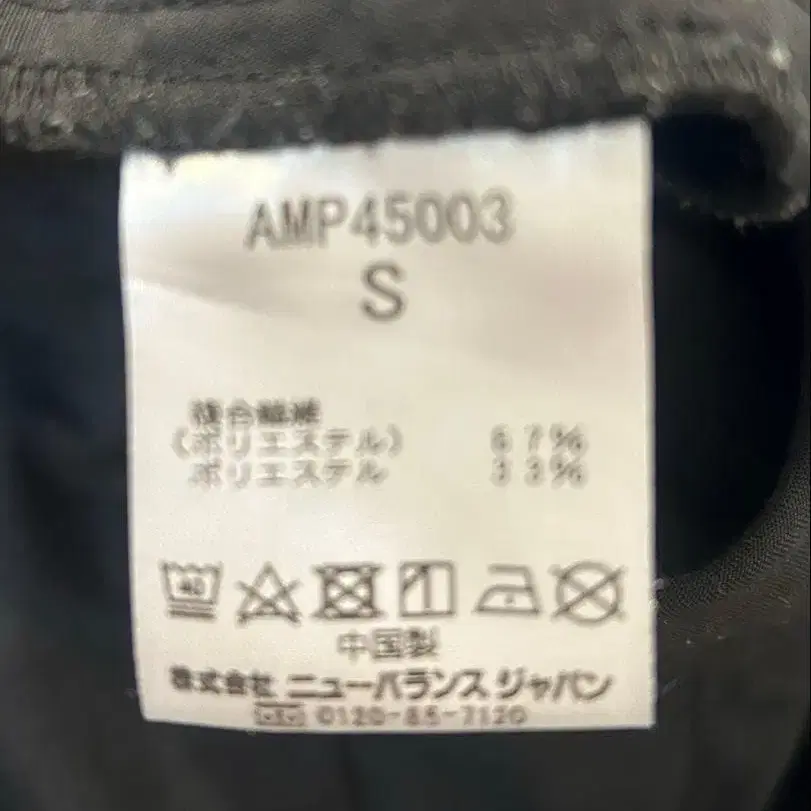 AMP45003
S
複合繊維
(ポリエステル) 67%
ポリエステル 33%
40
中国製
株式会社 ニューバランス ジャパン
0120-85-7120